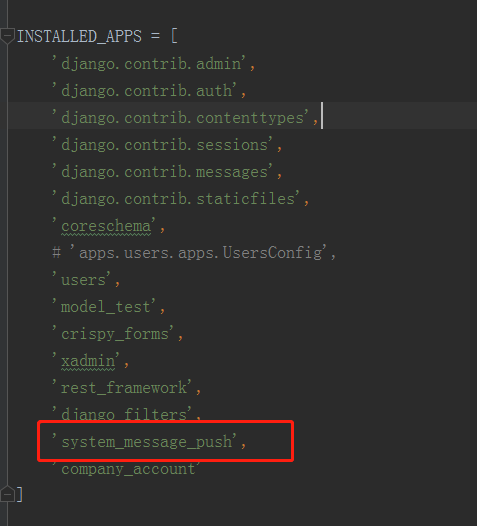 INSTALLED_APPS = [
'django.contrib.admin',
'django.contrib.auth',
'django.contrib.contenttypes',
'django.contrib.sessions',
'django.contrib.messages',
'django.contrib.staticfiles',
'coreschema',
# 'apps.users.apps.UsersConfig',
'users',
'model_test',
'crispy_forms',
'xadmin',
'rest_framework',
'django_filters',
'system_message_push',
'company_account'
]